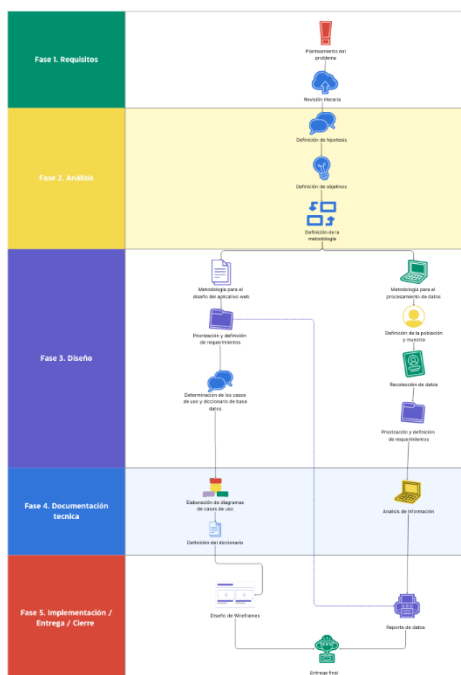 Fase 1. Requisitos
Planteamiento del
problema
Revisión literaria
Fase 2. Análisis
Definición de hipotesis
Definición de objetivos
Definición de la
metodología
Fase 3. Diseño
Metodología para el
diseño del aplicativo web
Priorización y definición
de requerimientos
Determinación de los casos
de uso y diccionario de base
datos
Metodología para el
procesamiento de datos
Definición de la población
y muestra
Recolección de datos
Priorización y definición
de requerimientos
Fase 4. Documentación
tecnica
Elaboración de diagramas
de casos de uso
Definición del diccionario
Analisis de información
Fase 5. Implementación /
Entrega / Cierre
Diseño de Wireframes
Reporte de datos
Entrega final